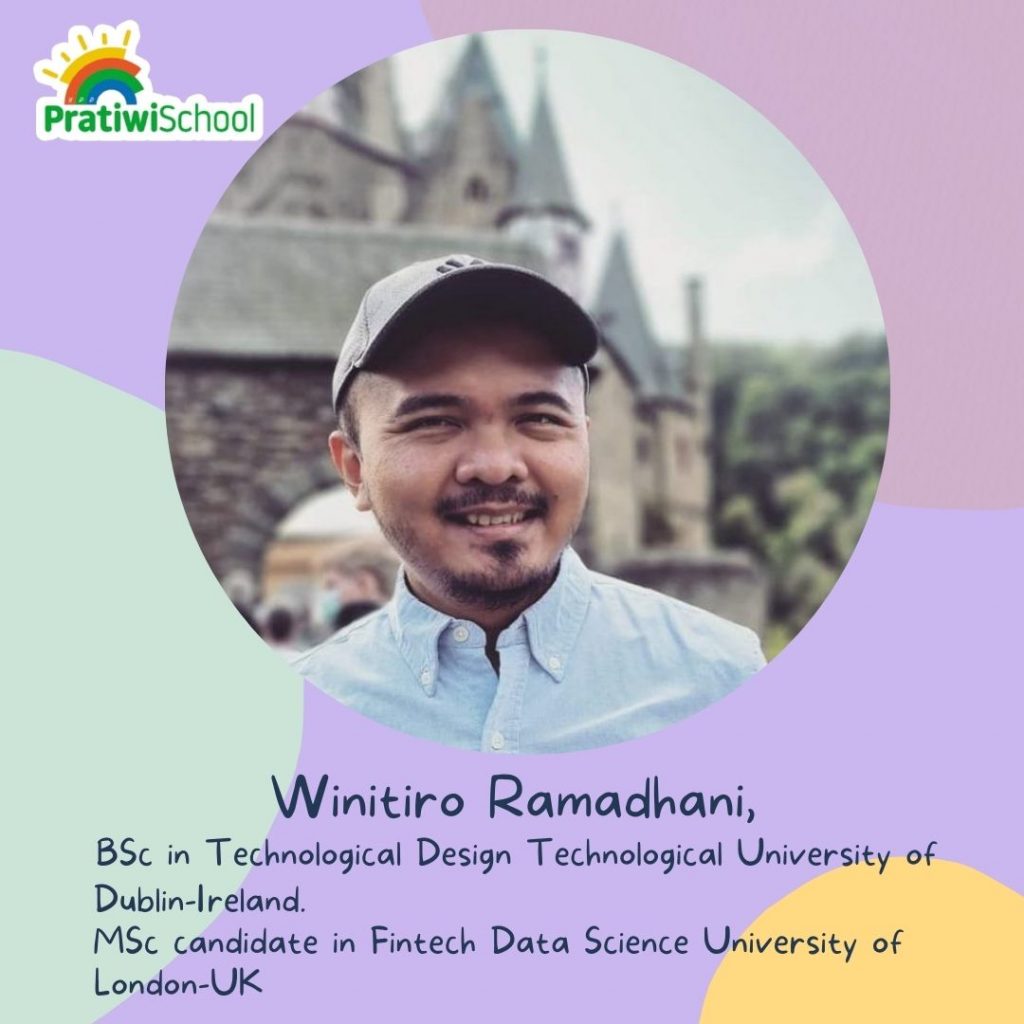 PratiwiSchool
Winitiro Ramadhani,
BSc in Technological Design Technological University of
Dublin-Ireland.
MSc candidate in Fintech Data Science University of
London-UK